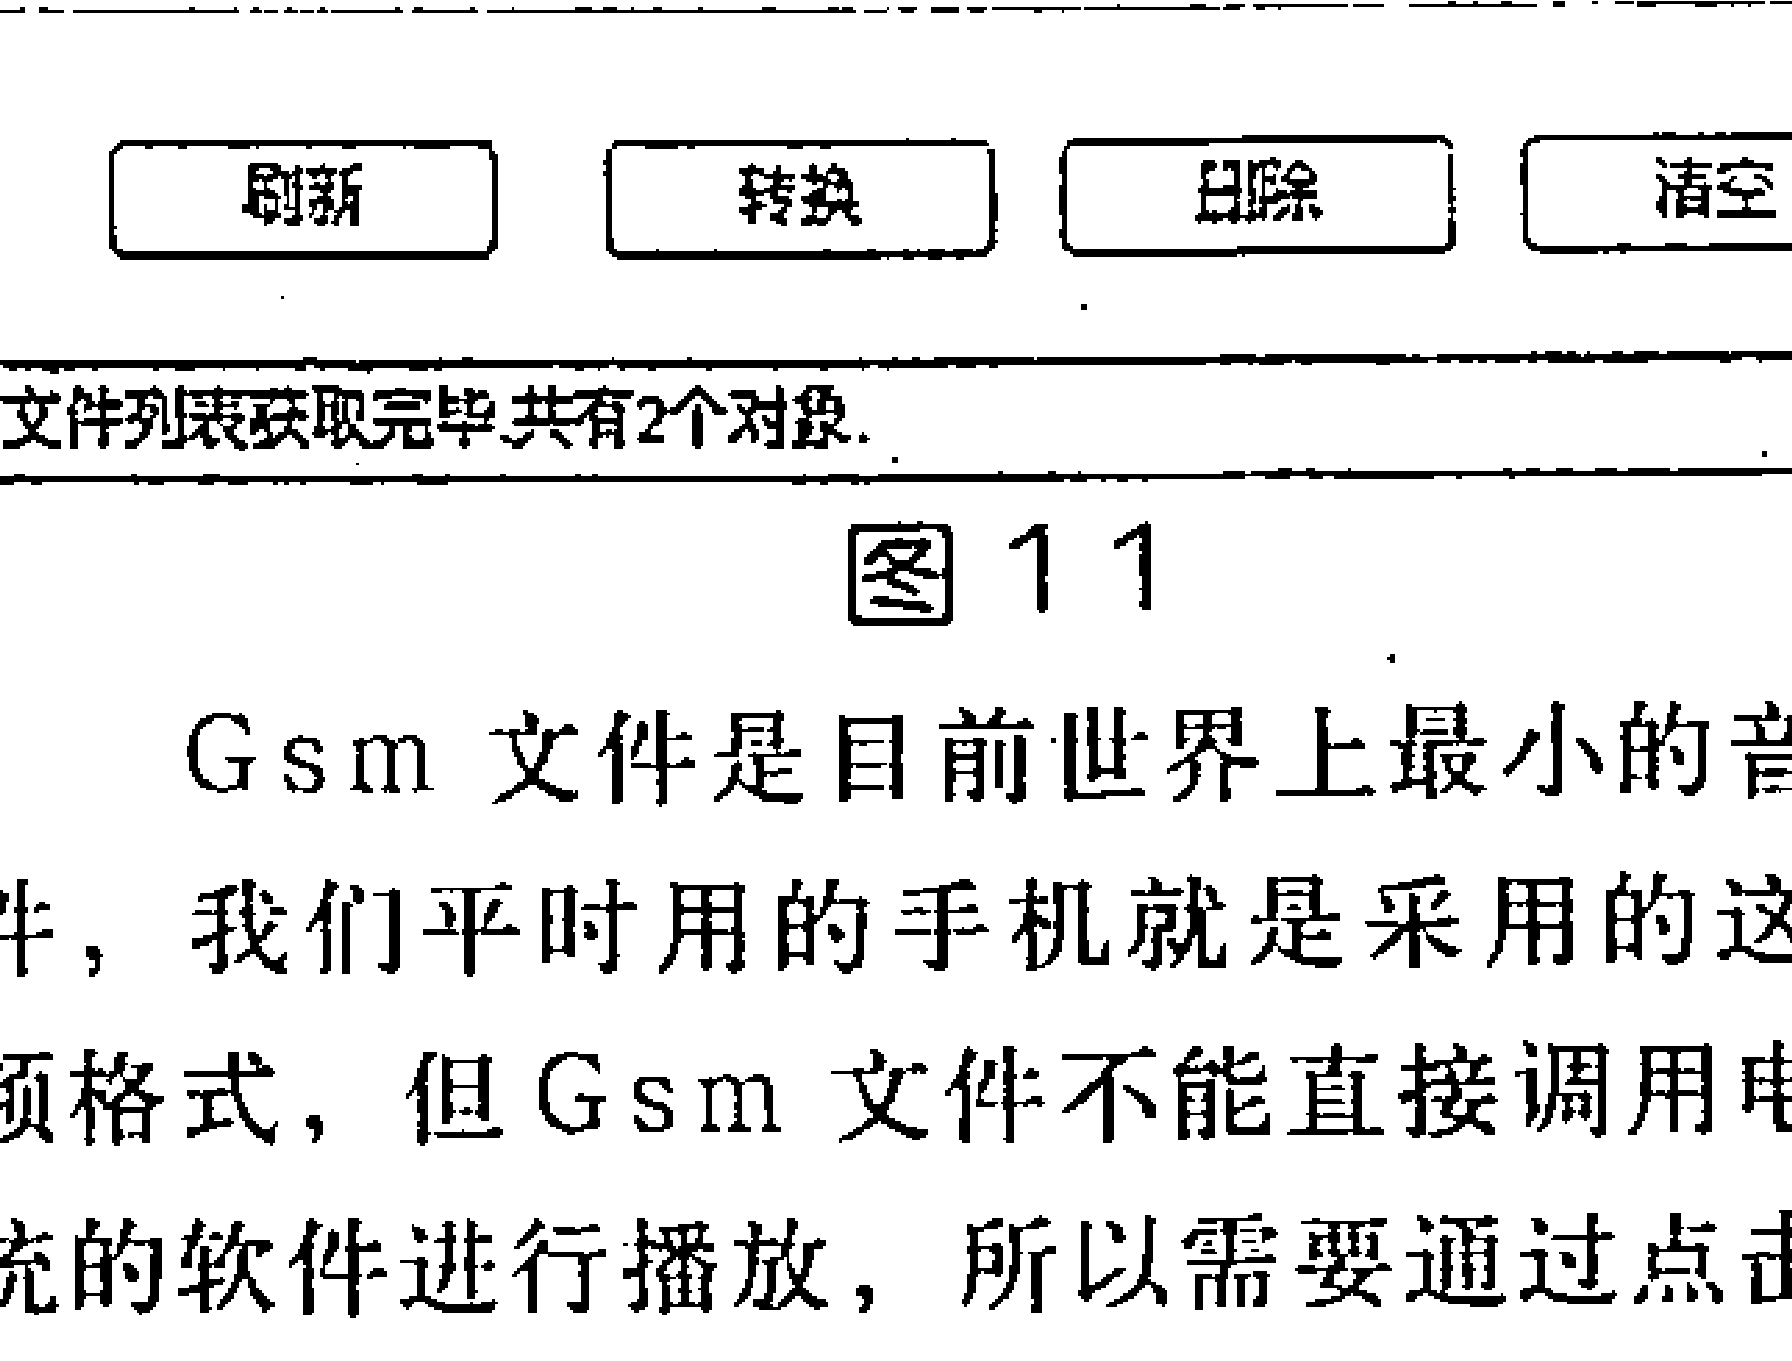 刷新 转换 删除 清空
文件列表获取完毕,共有2个对象.
图 11
Gsm 文件是目前世界上最小的音
件，我们平时用的手机就是采用的这
频格式，但Gsm 文件不能直接调用电
统的软件进行播放，所以需要通过点击